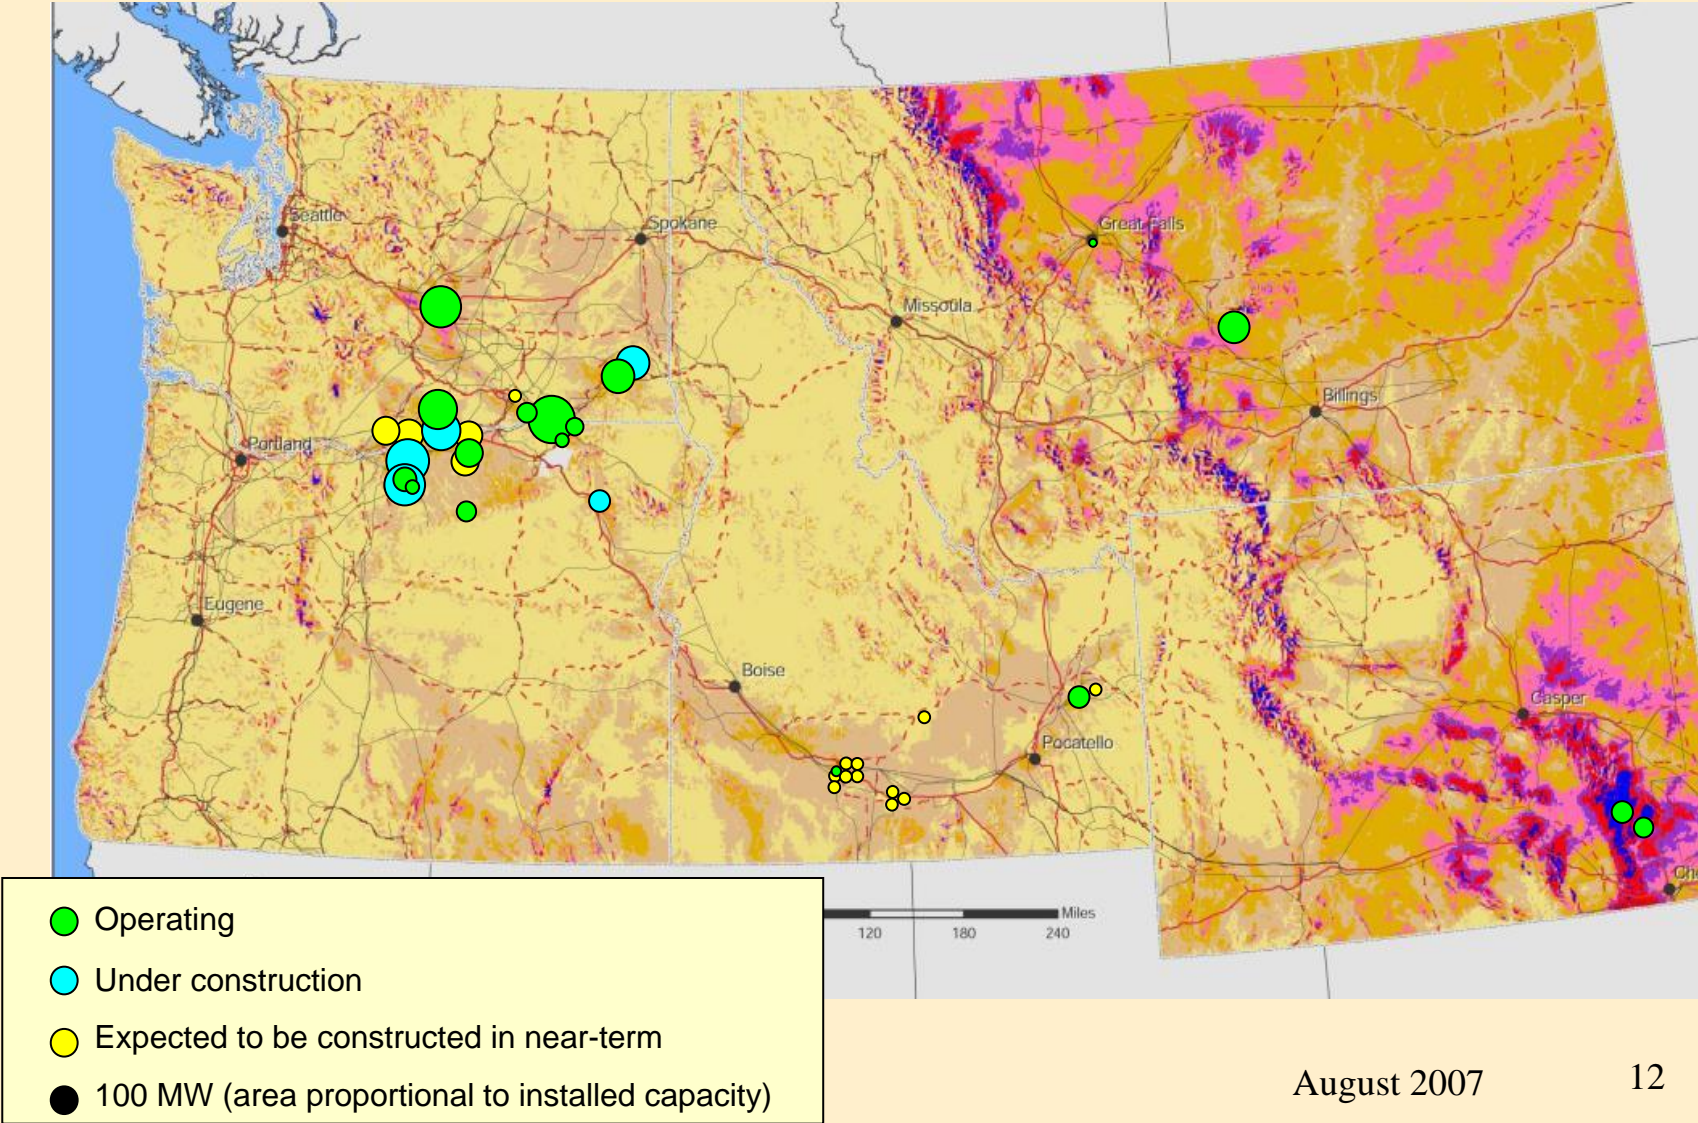 Seattle
Spokane
Great Falls
Missoula
Portland
Billings
Eugene
Boise
Casper
Pocatello
Ch
Miles
120 180 240
Operating
Under construction
Expected to be constructed in near-term
100 MW (area proportional to installed capacity)
August 2007
12